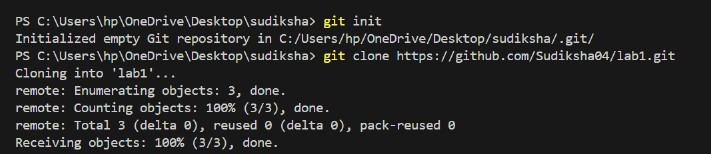 PS C:\Users\hp\OneDrive\Desktop\sudiksha> git init
Initialized empty Git repository in C:/Users/hp/OneDrive/Desktop/sudiksha/.git/
PS C:\Users\hp\OneDrive\Desktop\sudiksha> git clone https://github.com/Sudiksha04/lab1.git
Cloning into 'lab1'...
remote: Enumerating objects: 3, done.
remote: Counting objects: 100% (3/3), done.
remote: Total 3 (delta 0), reused 0 (delta 0), pack-reused 0
Receiving objects: 100% (3/3), done.